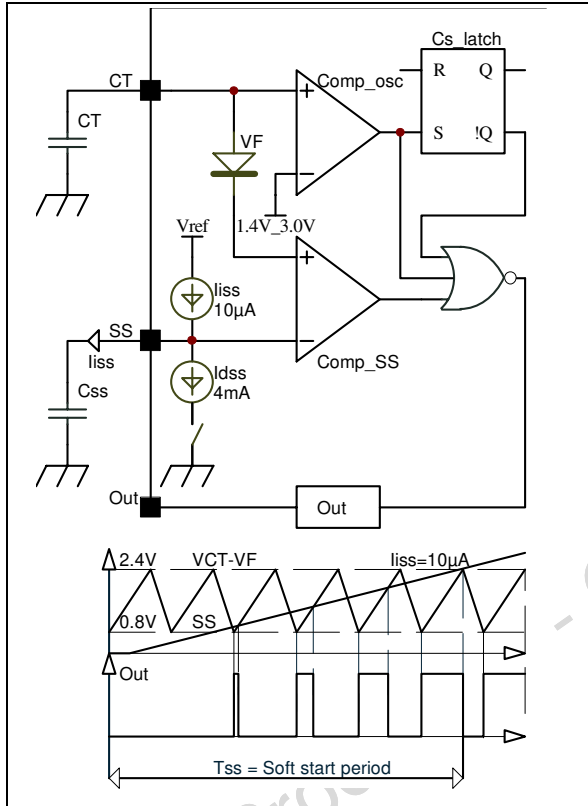 Cs_latch
CT
Comp_osc
R Q
CT
VF
S !Q
Vref
1.4V_3.0V
Iiss
10µA
SS
Iiss
Comp_SS
Css
Idss
4mA
Out
Out
2.4V VCT-VF Iiss=10µA
0.8V SS
Out
Tss = Soft start period